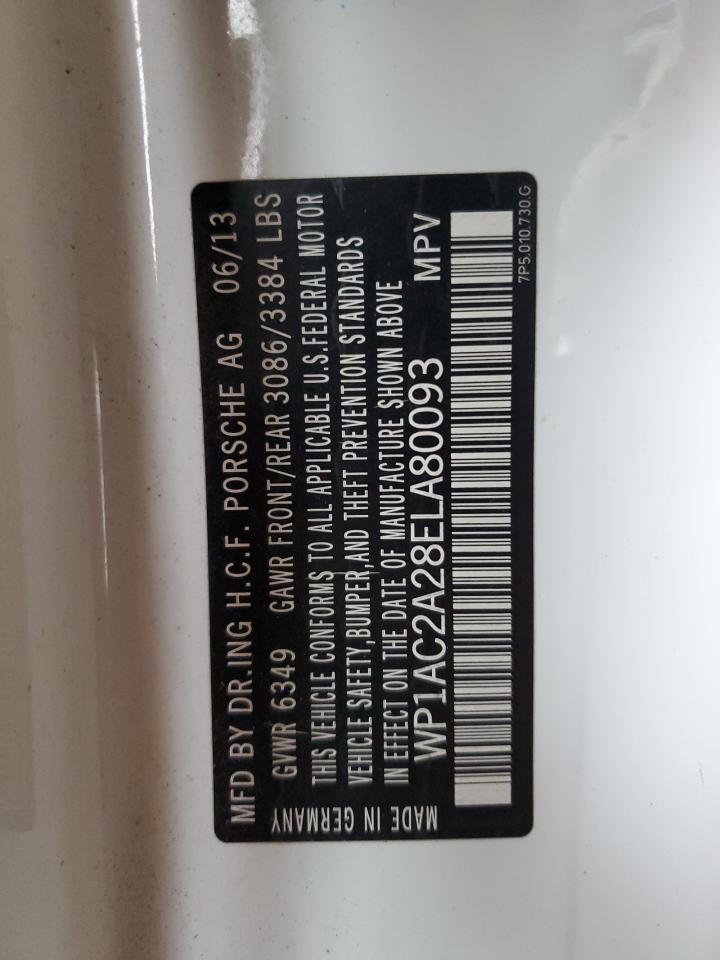 MFD BY DR.ING H.C.F. PORSCHE AG 06/13
GVWR 6349 GAWR FRONT/REAR 3086/3384 LBS
THIS VEHICLE CONFORMS TO ALL APPLICABLE U.S.FEDERAL MOTOR
VEHICLE SAFETY,BUMPER,AND THEFT PREVENTION STANDARDS
IN EFFECT ON THE DATE OF MANUFACTURE SHOWN ABOVE
WP1AC2A28ELA80093 MPV
MADE IN GERMANY
7P5.010.730.G